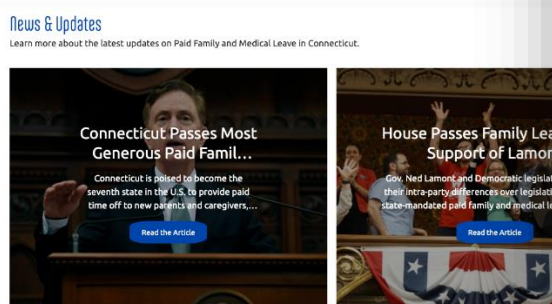 News & Updates
Learn more about the latest updates on Paid Family and Medical Leave in Connecticut.
Connecticut Passes Most
Generous Paid Famil...
Connecticut is poised to become the
seventh state in the U.S. to provide paid
time off to new parents and caregivers,...
Read the Article
House Passes Family Lea
Support of Lamon
Gov. Ned Lamont and Democratic legislat
their intra-party differences over legislati
state-mandated paid family and medical le
Read the Article